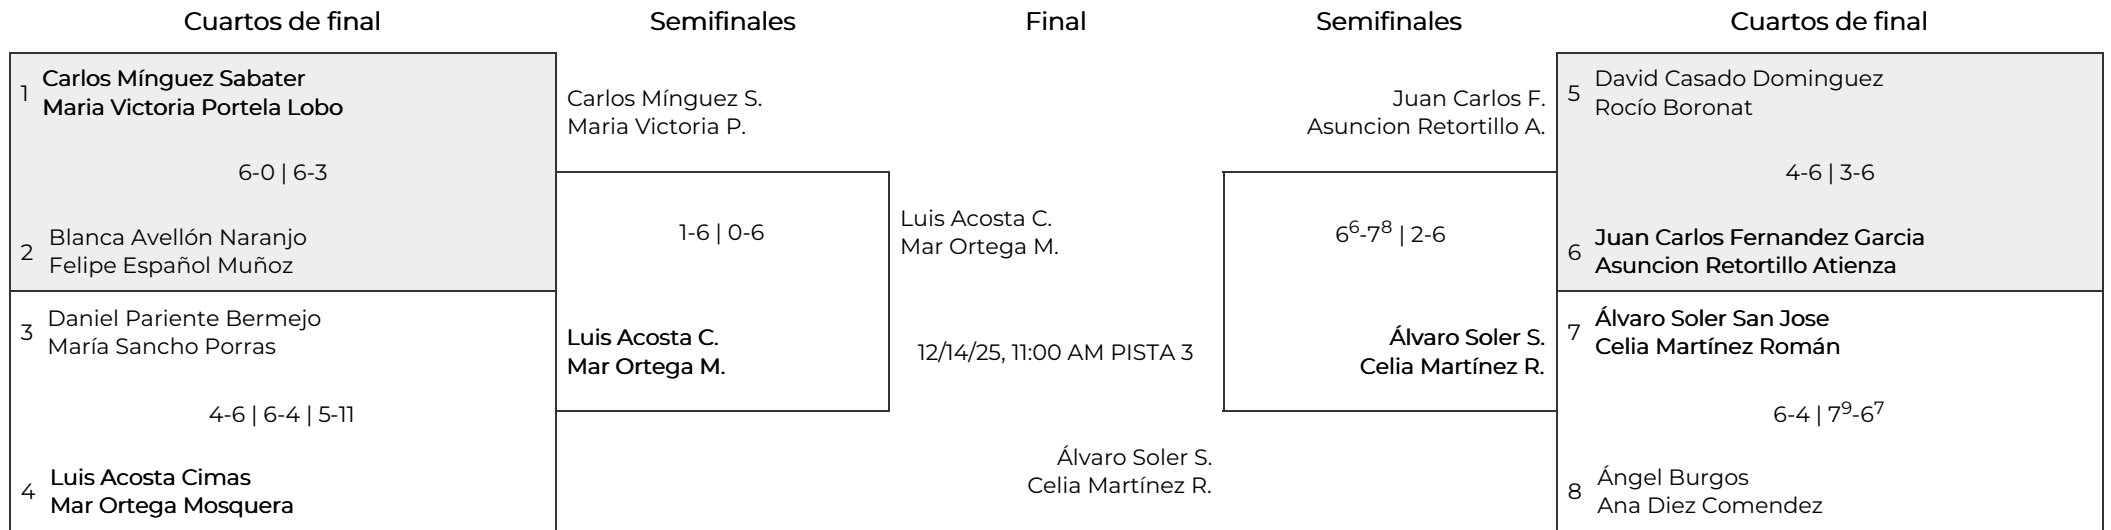 Cuartos de final
Semifinales
Final
Semifinales
Cuartos de final
1
Carlos Mínguez Sabater
Maria Victoria Portela Lobo
6-0 | 6-3
2
Blanca Avellón Naranjo
Felipe Español Muñoz
3
Daniel Pariente Bermejo
María Sancho Porras
4-6 | 6-4 | 5-11
4
Luis Acosta Cimas
Mar Ortega Mosquera
Carlos Mínguez S.
Maria Victoria P.
1-6 | 0-6
Luis Acosta C.
Mar Ortega M.
Luis Acosta C.
Mar Ortega M.
12/14/25, 11:00 AM PISTA 3
Álvaro Soler S.
Celia Martínez R.
Juan Carlos F.
Asuncion Retortillo A.
6⁶-7⁸ | 2-6
Álvaro Soler S.
Celia Martínez R.
5
David Casado Dominguez
Rocío Boronat
4-6 | 3-6
6
Juan Carlos Fernandez Garcia
Asuncion Retortillo Atienza
7
Álvaro Soler San Jose
Celia Martínez Román
6-4 | 7⁹-6⁷
8
Ángel Burgos
Ana Diez Comendez